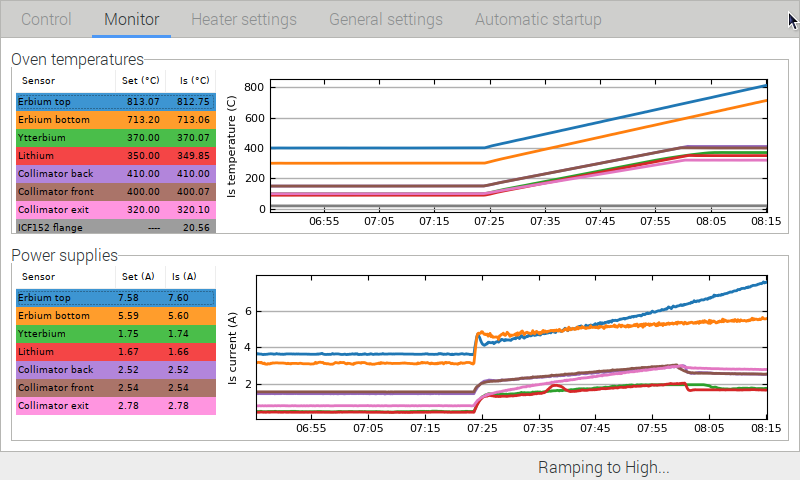 Control Monitor Heater settings General settings Automatic startup
Oven temperatures
Sensor Set (°C) Is (°C)
Erbium top 813.07 812.75
Erbium bottom 713.20 713.06
Ytterbium 370.00 370.07
Lithium 350.00 349.85
Collimator back 410.00 410.00
Collimator front 400.00 400.07
Collimator exit 320.00 320.10
ICF152 flange ---- 20.56
Is temperature (C)
800
600
400
200
0
06:55 07:05 07:15 07:25 07:35 07:45 07:55 08:05 08:15
Power supplies
Sensor Set (A) Is (A)
Erbium top 7.58 7.60
Erbium bottom 5.59 5.60
Ytterbium 1.75 1.74
Lithium 1.67 1.66
Collimator back 2.52 2.52
Collimator front 2.54 2.54
Collimator exit 2.78 2.78
Is current (A)
6
4
2
06:55 07:05 07:15 07:25 07:35 07:45 07:55 08:05 08:15
Ramping to High...